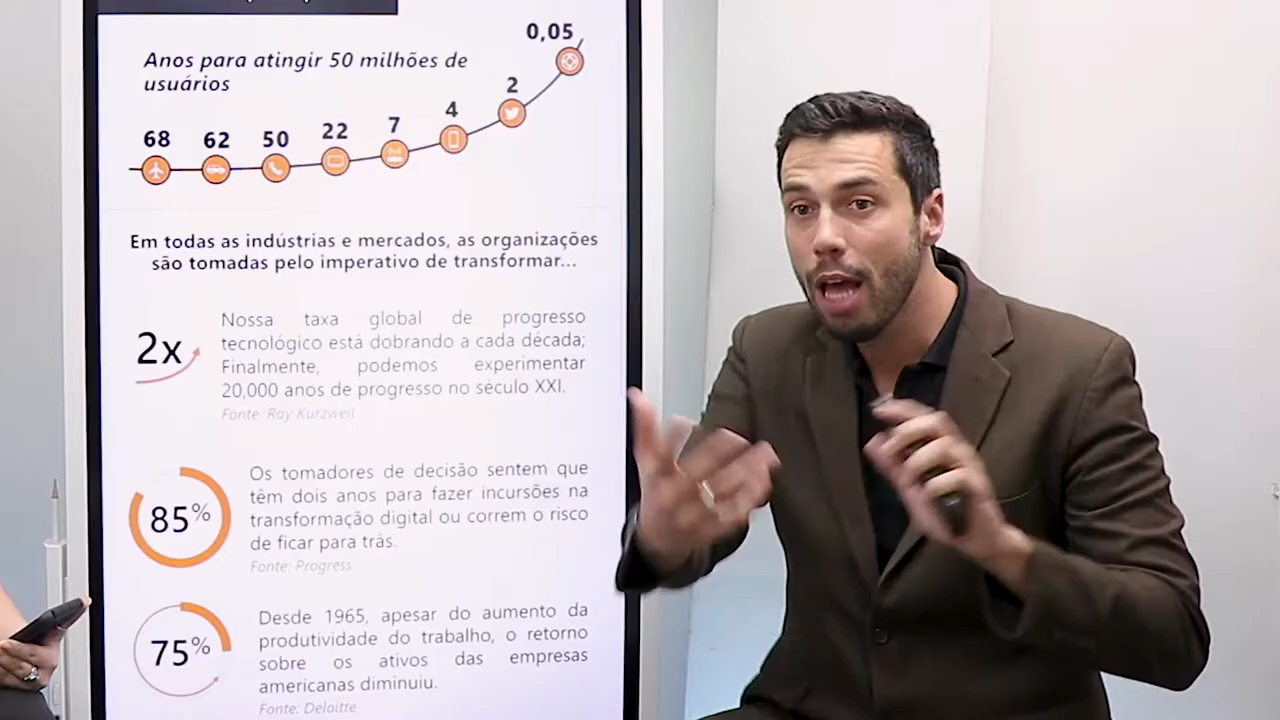 0,05
Anos para atingir 50 milhões de
usuários
68 62 50 22 7 4 2
Em todas as indústrias e mercados, as organizações
são tomadas pelo imperativo de transformar...
2x
Nossa taxa global de progresso
tecnológico está dobrando a cada década;
Finalmente, podemos experimentar
20,000 anos de progresso no século XXI.
Fonte: Ray Kurzweil
85%
Os tomadores de decisão sentem que
têm dois anos para fazer incursões na
transformação digital ou correm o risco
de ficar para trás.
Fonte: Progress
75%
Desde 1965, apesar do aumento da
produtividade do trabalho, o retorno
sobre os ativos das empresas
americanas diminuiu.
Fonte: Deloitte